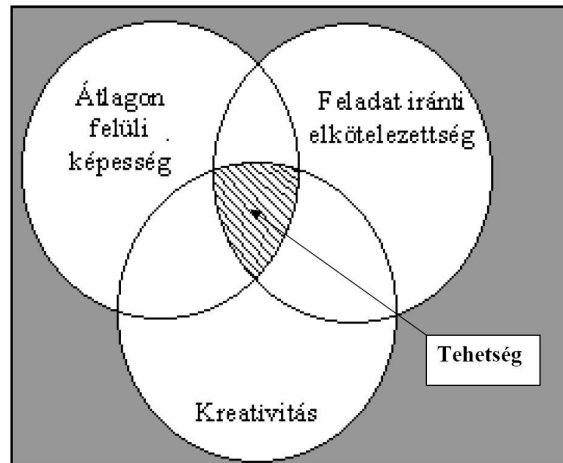 Átlagon
felüli
képesség
Feladat iránti
elkötelezettség
Tehetség
Kreativitás